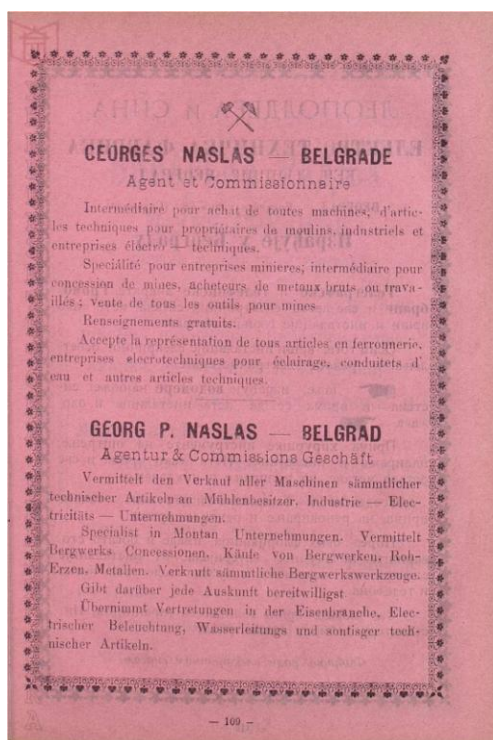 CEORGES NASLAS — BELGRADE
Agent et Commissionnaire
Intermédiaire pour achat de toutes machines, d'artic-
les techniques pour propriétaires de moulins, industriels et
entreprises électro — techniques.
Speciálité pour entreprises minieres; intermédiaire pour
concession de mines, acheteurs de metaux bruts ou trava-
illés; Vente de tous les outils pour mines
Renseignements gratuits.
Accepte la représentation de tous articles en ferronnerie,
entreprises elecrotechniques pour éclairage, conduitets d'
eau et autres articles techniques.
GEORG P. NASLAS — BELGRAD
Agentur & Commissions Geschäft
Vermittelt den Verkauf aller Maschinen sämmtlicher
technischer Artikeln an Mühlenbesitzer, Industrie — Elec-
tricitäts — Unternehmungen.
Specialist in Montan Unternehmungen. Vermittelt
Bergwerks Concessionen. Käufe von Bergwerken, Roh-
Erzen, Metalien. Verkauft sämmtliche Bergwerkswerkzeuge.
Gibt darüber jede Auskunft bereitwilligst.
Übernimmt Vertretungen in der Eisenbranche, Elec-
trischer Beleuchtung, Wasserleitungs und sontisger tech-
nischer Artikeln.
— 109 —